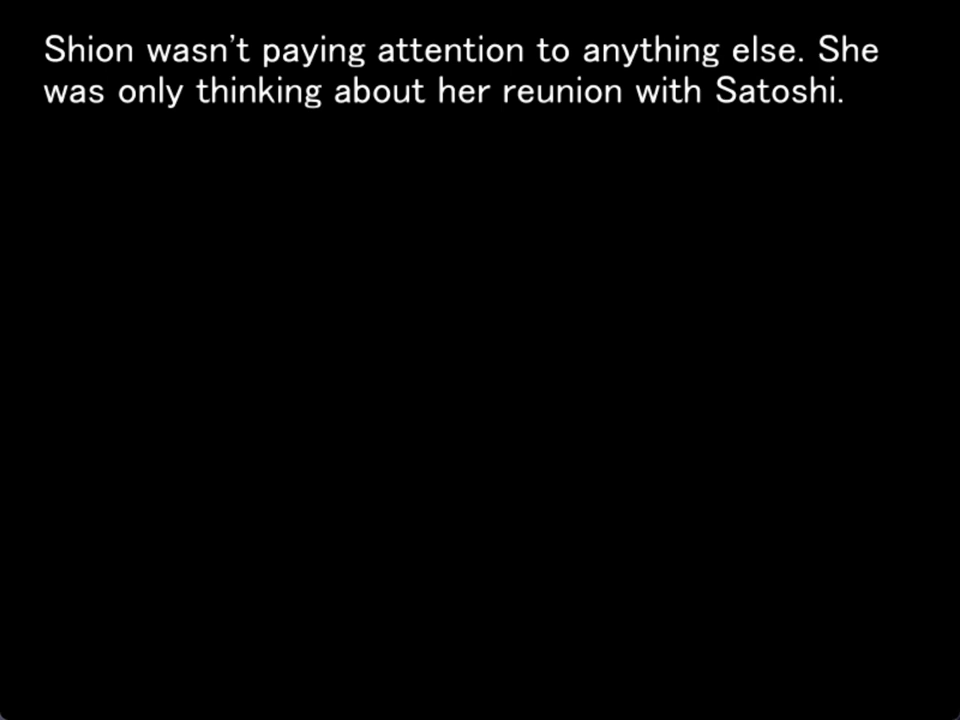 Shion wasn't paying attention to anything else. She
was only thinking about her reunion with Satoshi.